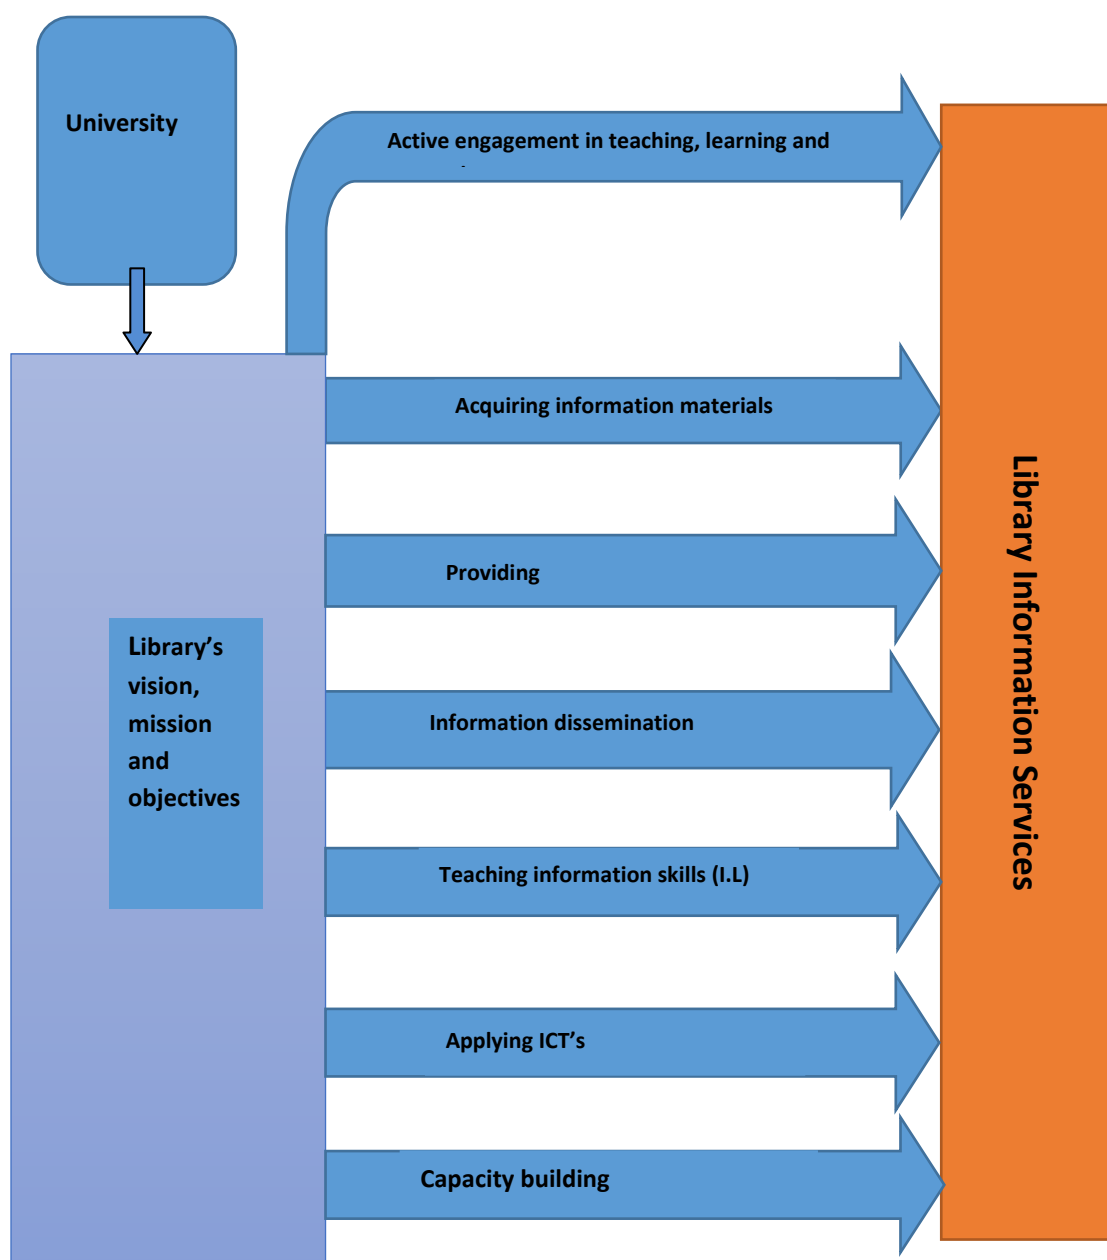 University
Active engagement in teaching, learning and
Acquiring information materials
Providing
Library's
vision,
mission
and
objectives
Information dissemination
Teaching information skills (I.L)
Applying ICT's
Capacity building
Library Information Services